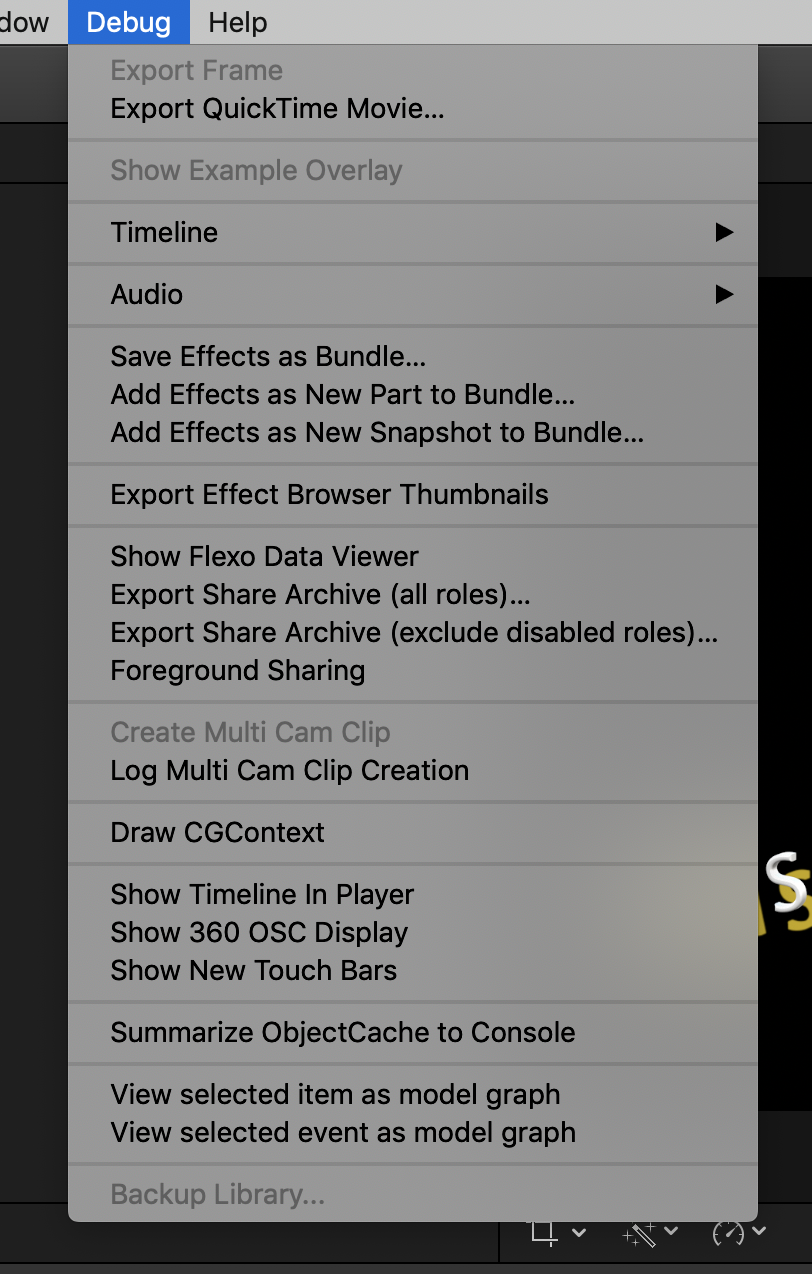 dow Debug Help
Export Frame
Export QuickTime Movie...
Show Example Overlay
Timeline
Audio
Save Effects as Bundle...
Add Effects as New Part to Bundle...
Add Effects as New Snapshot to Bundle...
Export Effect Browser Thumbnails
Show Flexo Data Viewer
Export Share Archive (all roles)...
Export Share Archive (exclude disabled roles)...
Foreground Sharing
Create Multi Cam Clip
Log Multi Cam Clip Creation
Draw CGContext
Show Timeline In Player
Show 360 OSC Display
Show New Touch Bars
Summarize ObjectCache to Console
View selected item as model graph
View selected event as model graph
Backup Library...